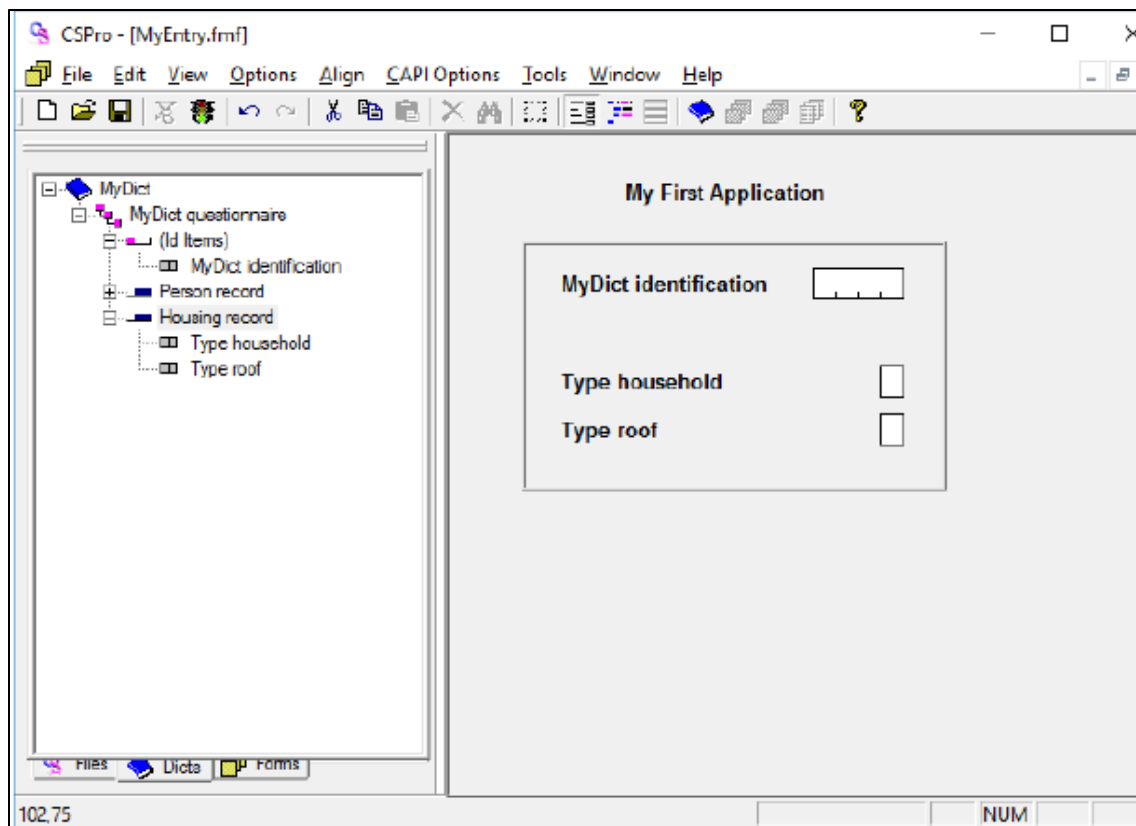 CSPro - [MyEntry.fmf]
File Edit View Options Align CAPI Options Tools Window Help
MyDict
MyDict questionnaire
(Id Items)
MyDict identification
Person record
Housing record
Type household
Type roof
My First Application
MyDict identification
Type household
Type roof
Files Dicts Forms
102,75 NUM